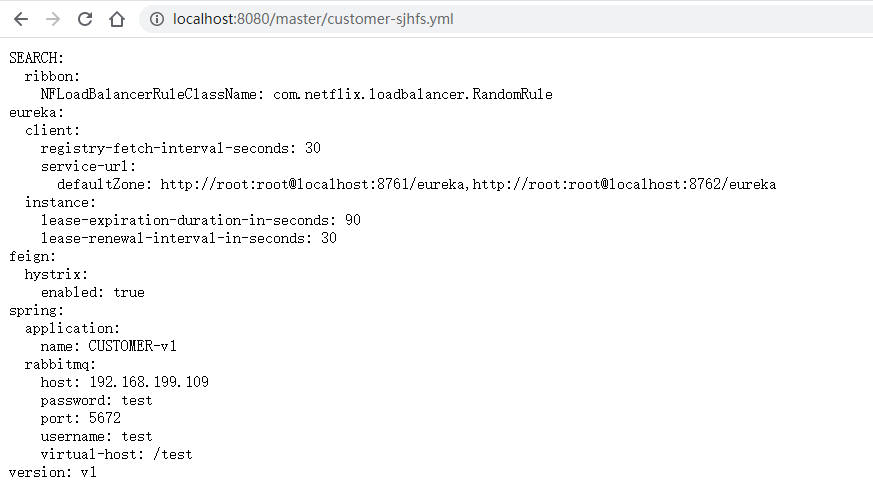 localhost:8080/master/customer-sjhfs.yml
SEARCH:
  ribbon:
    NFLoadBalancerRuleClassName: com.netflix.loadbalancer.RandomRule
eureka:
  client:
    registry-fetch-interval-seconds: 30
    service-url:
      defaultZone: http://root:root@localhost:8761/eureka,http://root:root@localhost:8762/eureka
  instance:
    lease-expiration-duration-in-seconds: 90
    lease-renewal-interval-in-seconds: 30
feign:
  hystrix:
    enabled: true
spring:
  application:
    name: CUSTOMER-v1
  rabbitmq:
    host: 192.168.199.109
    password: test
    port: 5672
    username: test
    virtual-host: /test
version: v1